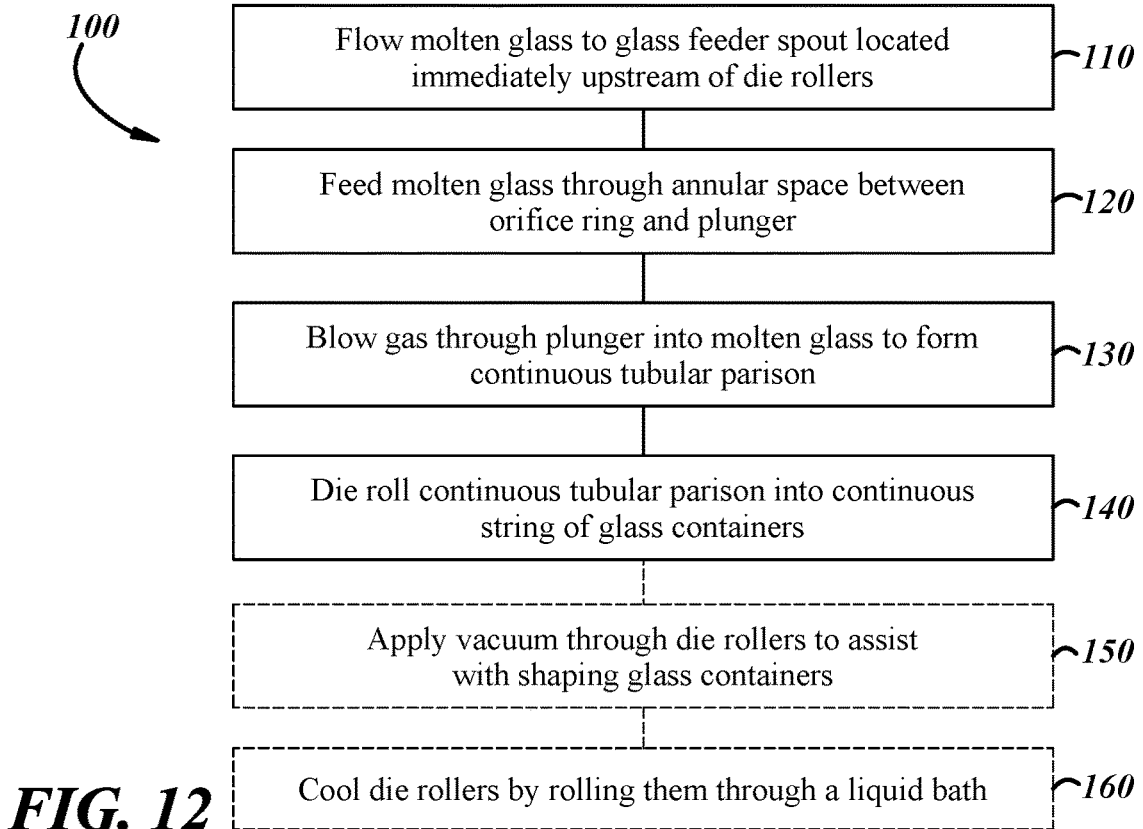 100
Flow molten glass to glass feeder spout located
immediately upstream of die rollers
110
Feed molten glass through annular space between
orifice ring and plunger
120
Blow gas through plunger into molten glass to form
continuous tubular parison
130
Die roll continuous tubular parison into continuous
string of glass containers
140
Apply vacuum through die rollers to assist
with shaping glass containers
150
Cool die rollers by rolling them through a liquid bath
160
FIG. 12